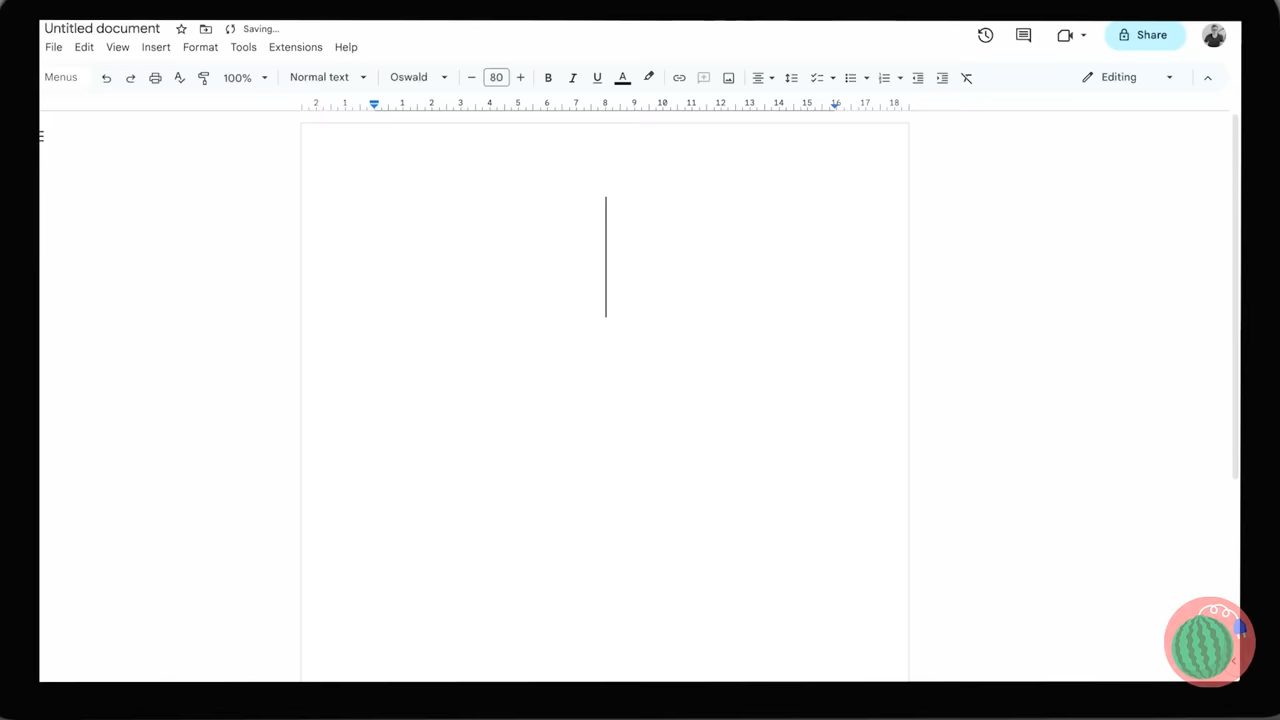 Untitled document Saving...
File Edit View Insert Format Tools Extensions Help Share
Menus 100% Normal text Oswald 80 B I U A Editing
2 1 1 2 3 4 5 6 7 8 9 10 11 12 13 14 15 16 17 18